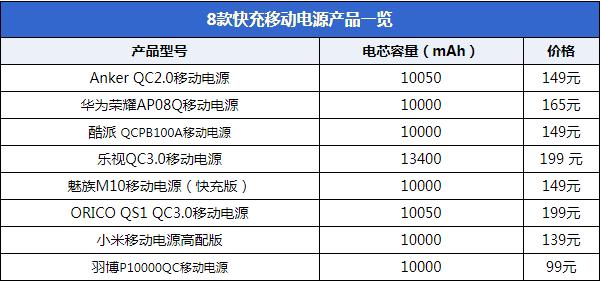 8款快充移动电源产品一览
产品型号 电芯容量（mAh） 价格
Anker QC2.0移动电源 10050 149元
华为荣耀AP08Q移动电源 10000 165元
酷派 QCPB100A移动电源 10000 149元
乐视QC3.0移动电源 13400 199 元
魅族M10移动电源（快充版） 10000 149元
ORICO QS1 QC3.0移动电源 10050 199元
小米移动电源高配版 10000 139元
羽博P10000QC移动电源 10000 99元